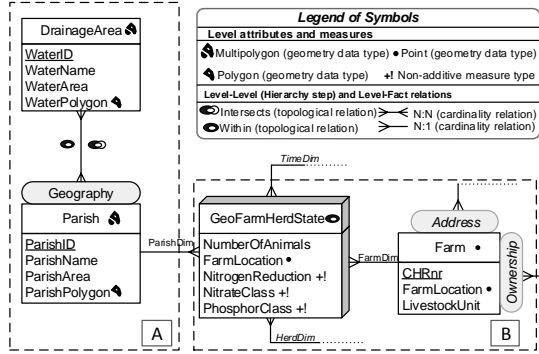 DrainageArea
WaterID
WaterName
WaterArea
WaterPolygon
Geography
Parish
ParishID
ParishName
ParishArea
ParishPolygon
A
Legend of Symbols
Level attributes and measures
Multipolygon (geometry data type) Point (geometry data type)
Polygon (geometry data type) +! Non-additive measure type
Level-Level (Hierarchy step) and Level-Fact relations
Intersects (topological relation) N:N (cardinality relation)
Within (topological relation) N:1 (cardinality relation)
TimeDim
GeoFarmHerdState
NumberOfAnimals
FarmLocation
NitrogenReduction +!
NitrateClass +!
PhosphorClass +!
ParishDim
FarmDim
HerdDim
Address
Farm
CHRnr
FarmLocation
LivestockUnit
Ownership
B